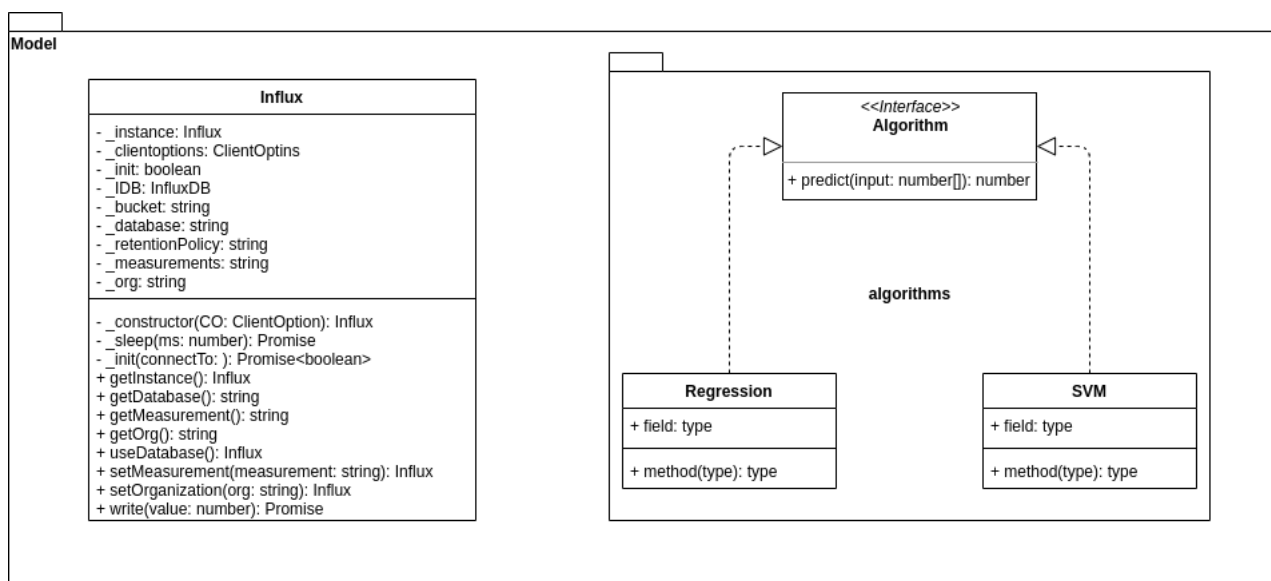 Model
Influx
- _instance: Influx
- _clientoptions: ClientOptins
- _init: boolean
- _IDB: InfluxDB
- _bucket: string
- _database: string
- _retentionPolicy: string
- _measurements: string
- _org: string
- _constructor(CO: ClientOption): Influx
- _sleep(ms: number): Promise
- _init(connectTo: ): Promise<boolean>
+ getInstance(): Influx
+ getDatabase(): string
+ getMeasurement(): string
+ getOrg(): string
+ useDatabase(): Influx
+ setMeasurement(measurement: string): Influx
+ setOrganization(org: string): Influx
+ write(value: number): Promise
<<Interface>>
Algorithm
+ predict(input: number[]): number
algorithms
Regression
+ field: type
+ method(type): type
SVM
+ field: type
+ method(type): type